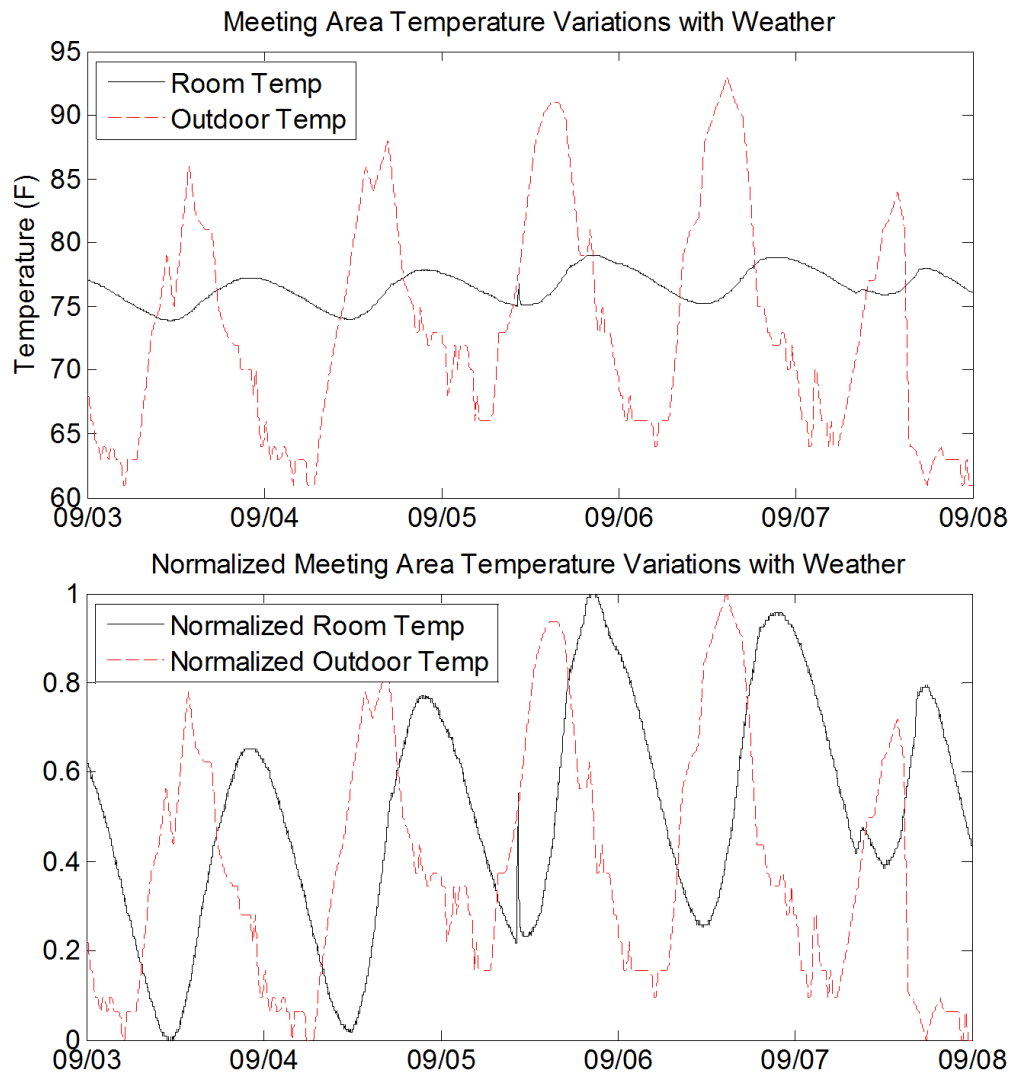 Meeting Area Temperature Variations with Weather
95
Room Temp
90
Outdoor Temp
85
80
75
70
65
60
Temperature (F)
09/03 09/04 09/05 09/06 09/07 09/08
Normalized Meeting Area Temperature Variations with Weather
1
Normalized Room Temp
Normalized Outdoor Temp
0.8
0.6
0.4
0.2
0
09/03 09/04 09/05 09/06 09/07 09/08